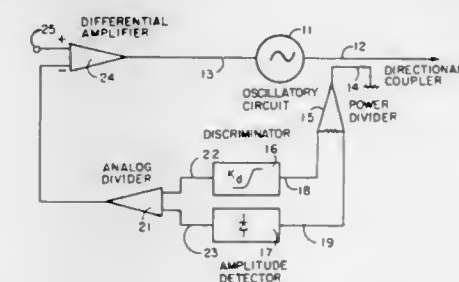 DIFFERENTIAL
AMPLIFIER
25
+
−
24
13
11
12
OSCILLATORY
CIRCUIT
14
DIRECTIONAL
COUPLER
15
POWER
DIVIDER
DISCRIMINATOR
16
22
Kd
18
ANALOG
DIVIDER
21
23
17
19
AMPLITUDE
DETECTOR